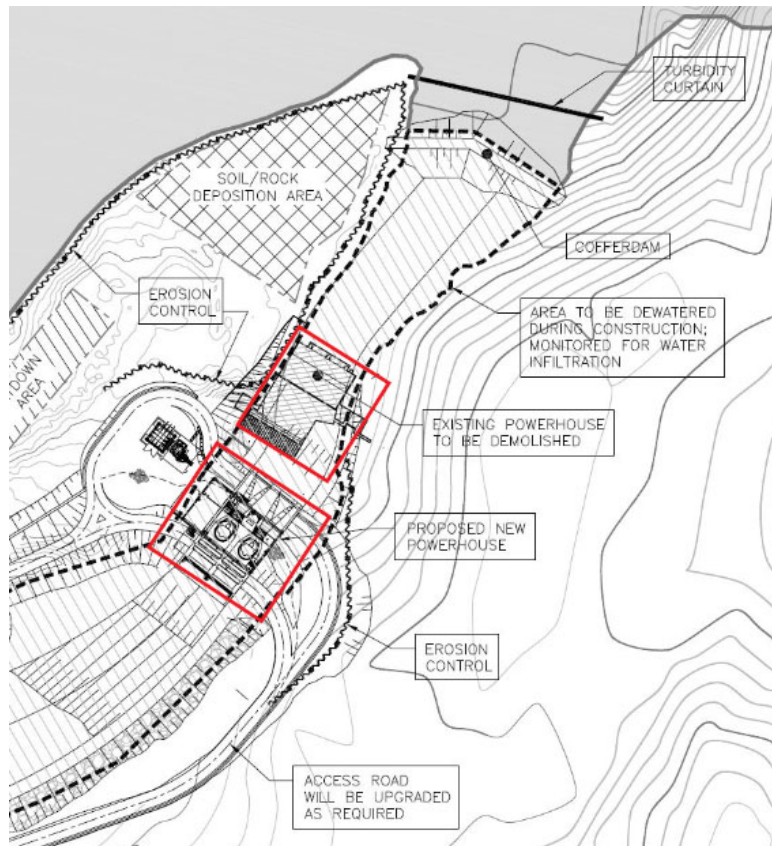 TURBIDITY
CURTAIN
SOIL/ROCK
DEPOSITION AREA
COFFERDAM
EROSION
CONTROL
AREA TO BE DEWATERED
DURING CONSTRUCTION;
MONITORED FOR WATER
INFILTRATION
DOWN
AREA
EXISTING POWERHOUSE
TO BE DEMOLISHED
PROPOSED NEW
POWERHOUSE
EROSION
CONTROL
ACCESS ROAD
WILL BE UPGRADED
AS REQUIRED